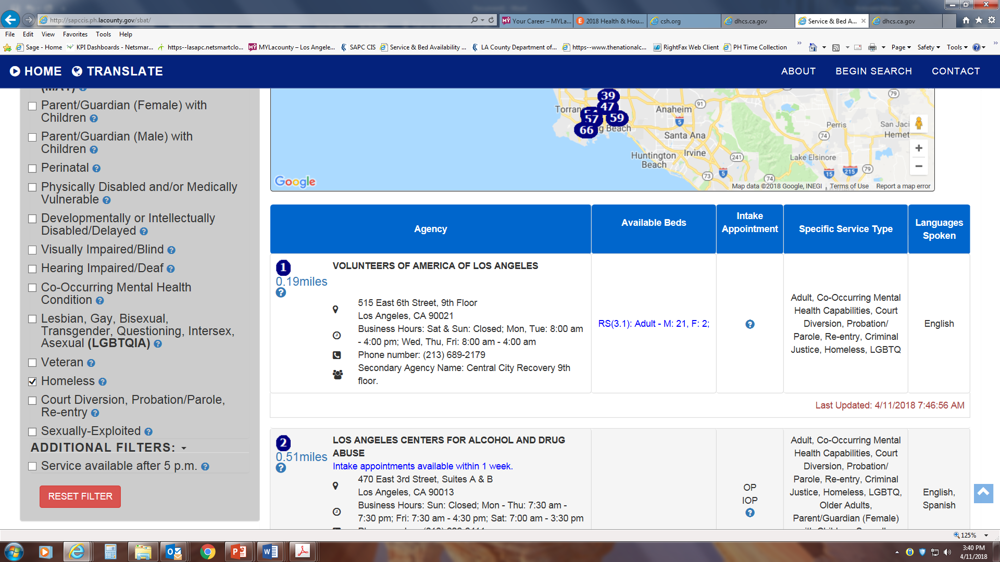 http://sapccis.ph.lacounty.gov/sbat/
Your Career – MYLa...
2018 Health & Hou...
csh.org
dhcs.ca.gov
Service & Bed A...
dhcs.ca.gov
File Edit View Favorites Tools Help
Sage - Home
KPI Dashboards - Netsmar...
https--lasapc.netsmartclo...
MYLacounty – Los Angele...
SAPC CIS
Service & Bed Availability ...
LA County Department of...
https--www.thenationalc...
RightFax Web Client
PH Time Collection
Page
Safety
Tools
HOME
TRANSLATE
ABOUT
BEGIN SEARCH
CONTACT
(MAT)
Parent/Guardian (Female) with
Children
Parent/Guardian (Male) with
Children
Perinatal
Physically Disabled and/or Medically
Vulnerable
Developmentally or Intellectually
Disabled/Delayed
Visually Impaired/Blind
Hearing Impaired/Deaf
Co-Occurring Mental Health
Condition
Lesbian, Gay, Bisexual,
Transgender, Questioning, Intersex,
Asexual (LGBTQIA)
Veteran
Homeless
Court Diversion, Probation/Parole,
Re-entry
Sexually-Exploited
ADDITIONAL FILTERS:
Service available after 5 p.m.
RESET FILTER
39
47
57
59
66
Torran
g Beach
Anaheim
91
79
5
Santa Ana
Perris
San Jaci
Hemet
74
Huntington
Beach
Irvine
241
Lake Elsinore
15
215
79
73
5
74
Google
Map data ©2018 Google, INEGI
Terms of Use
Report a map error
Agency
Available Beds
Intake
Appointment
Specific Service Type
Languages
Spoken
1
0.19miles
VOLUNTEERS OF AMERICA OF LOS ANGELES
515 East 6th Street, 9th Floor
Los Angeles, CA 90021
Business Hours: Sat & Sun: Closed; Mon, Tue: 8:00 am
- 4:00 pm; Wed, Thu, Fri: 8:00 am - 4:00 am
Phone number: (213) 689-2179
Secondary Agency Name: Central City Recovery 9th
floor.
RS(3.1): Adult - M: 21, F: 2;
Adult, Co-Occurring Mental
Health Capabilities, Court
Diversion, Probation/
Parole, Re-entry, Criminal
Justice, Homeless, LGBTQ
English
Last Updated: 4/11/2018 7:46:56 AM
2
0.51miles
LOS ANGELES CENTERS FOR ALCOHOL AND DRUG
ABUSE
Intake appointments available within 1 week.
470 East 3rd Street, Suites A & B
Los Angeles, CA 90013
Business Hours: Sun: Closed; Mon - Thu: 7:30 am -
7:30 pm; Fri: 7:30 am - 4:30 pm; Sat: 7:00 am - 3:30 pm
OP
IOP
Adult, Co-Occurring Mental
Health Capabilities, Court
Diversion, Probation/
Parole, Re-entry, Criminal
Justice, Homeless, LGBTQ,
Older Adults,
Parent/Guardian (Female)
English,
Spanish
125%
3:40 PM
4/11/2018